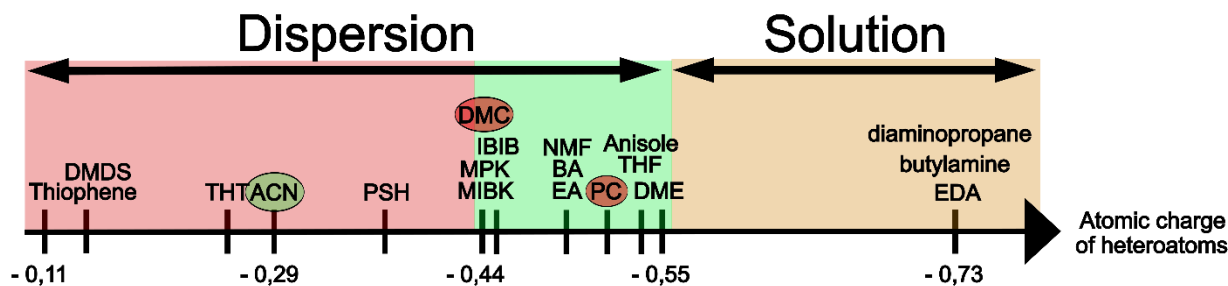 Dispersion
Solution
DMC
IBIB
MPK
MIBK
NMF
BA
EA
PC
Anisole
THF
DME
diaminopropane
butylamine
EDA
DMDS
Thiophene
THT
ACN
PSH
Atomic charge
of heteroatoms
- 0,11
- 0,29
- 0,44
- 0,55
- 0,73